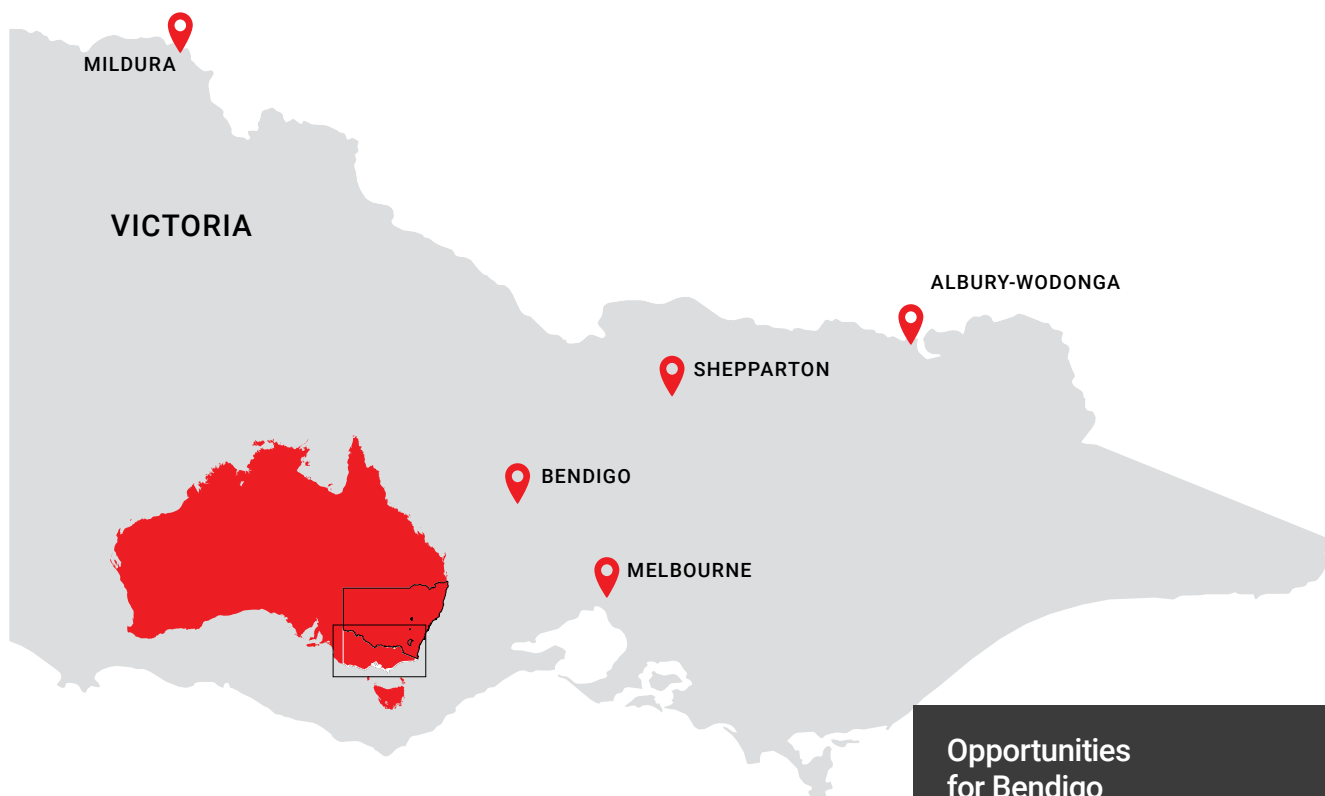 MILDURA
VICTORIA
ALBURY-WODONGA
SHEPPARTON
BENDIGO
MELBOURNE
Opportunities
for Bendigo